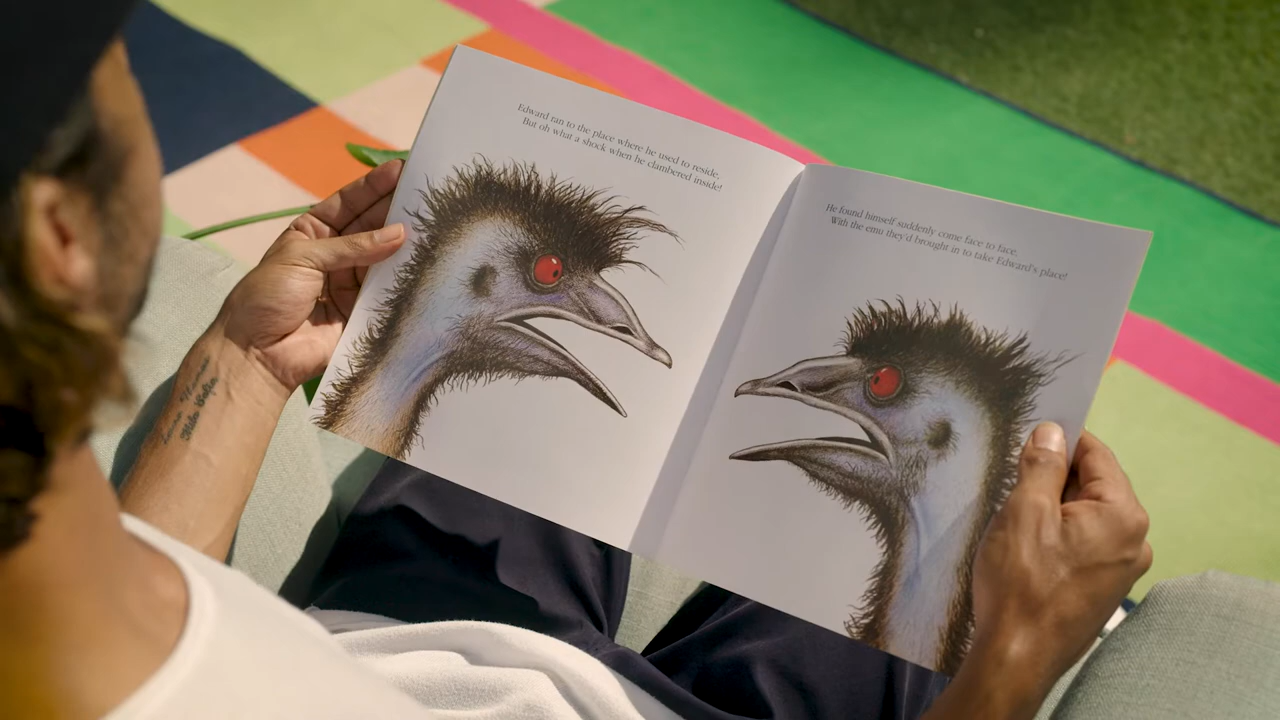 Edward ran to the place where he used to reside.
But oh what a shock when he clambered inside!
He found himself suddenly come face to face.
With the emu they'd brought in to take Edward's place!